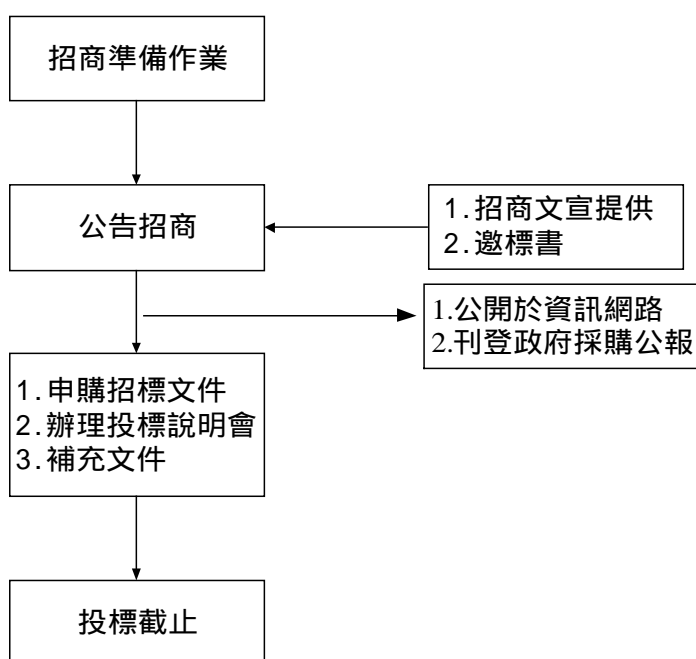 招商準備作業
公告招商
1.招商文宣提供
2.邀標書
1.公開於資訊網路
2.刊登政府採購公報
1.申購招標文件
2.辦理投標說明會
3.補充文件
投標截止